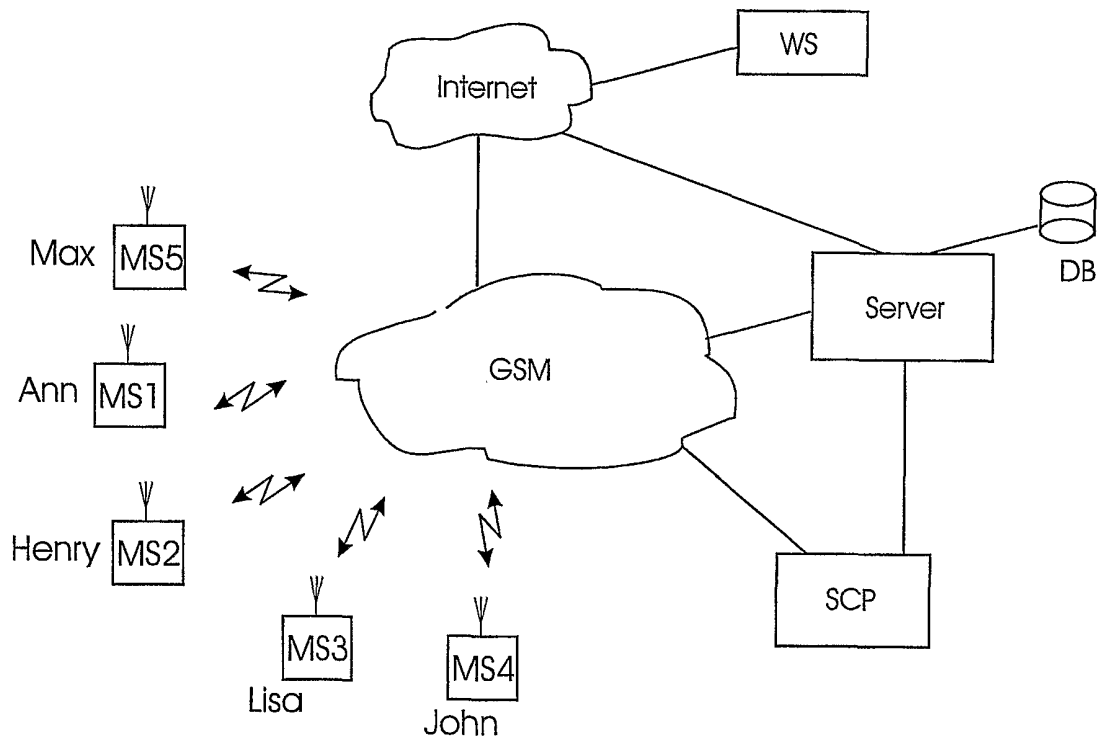 WS
Internet
DB
Max MS5
Server
GSM
Ann MS1
Henry MS2
SCP
MS3
MS4
Lisa
John